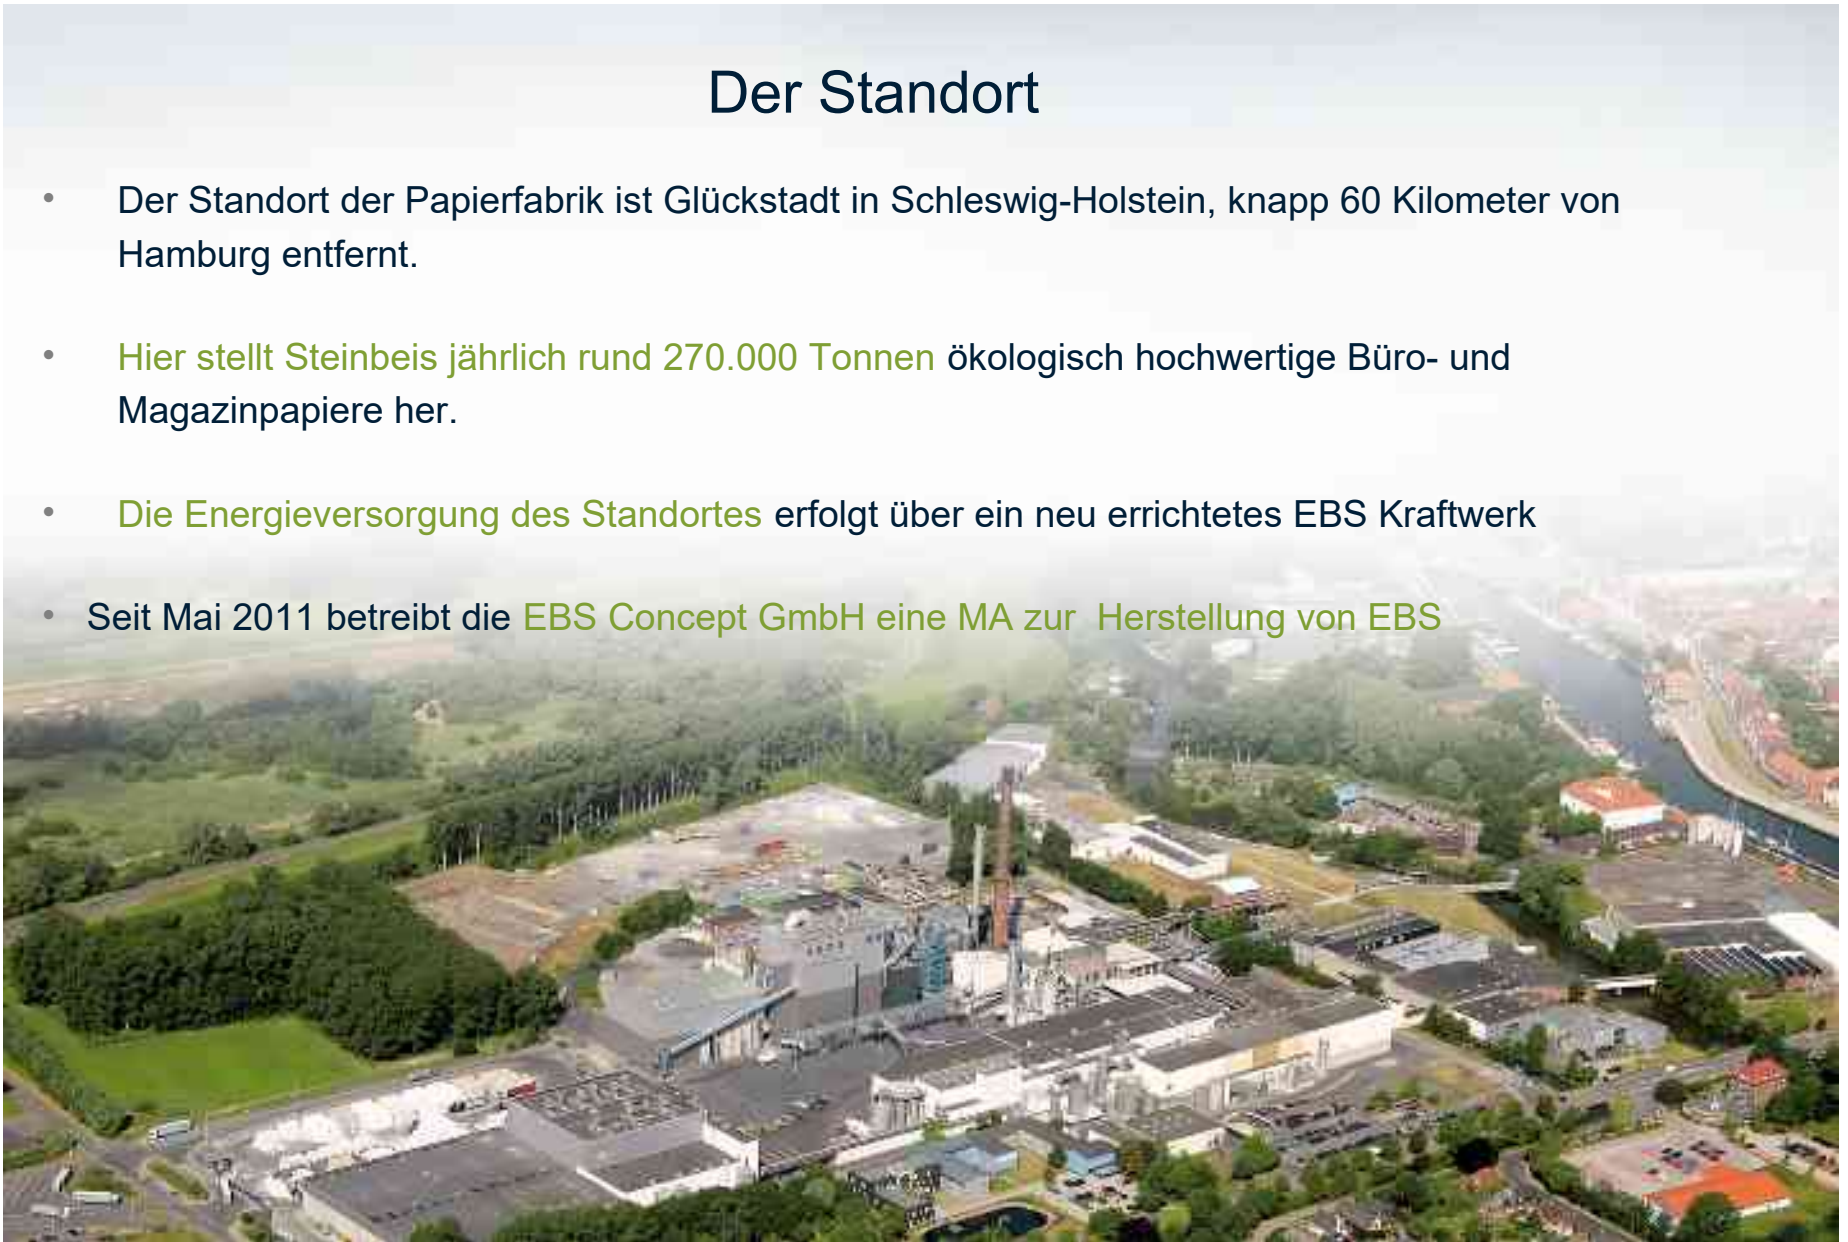 Der Standort
• Der Standort der Papierfabrik ist Glückstadt in Schleswig-Holstein, knapp 60 Kilometer von
Hamburg entfernt.
• Hier stellt Steinbeis jährlich rund 270.000 Tonnen ökologisch hochwertige Büro- und
Magazinpapiere her.
• Die Energieversorgung des Standortes erfolgt über ein neu errichtetes EBS Kraftwerk
• Seit Mai 2011 betreibt die EBS Concept GmbH eine MA zur  Herstellung von EBS